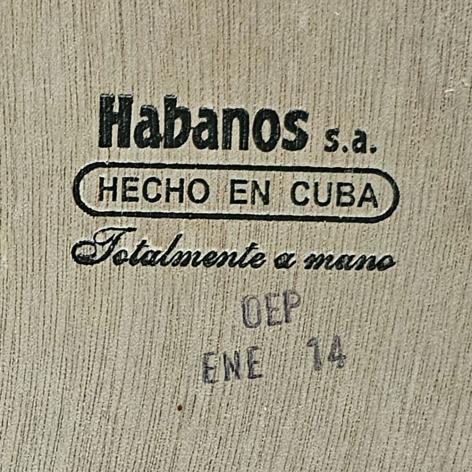 Habanos s.a.
HECHO EN CUBA
Totalmente a mano
OEP
ENE 14